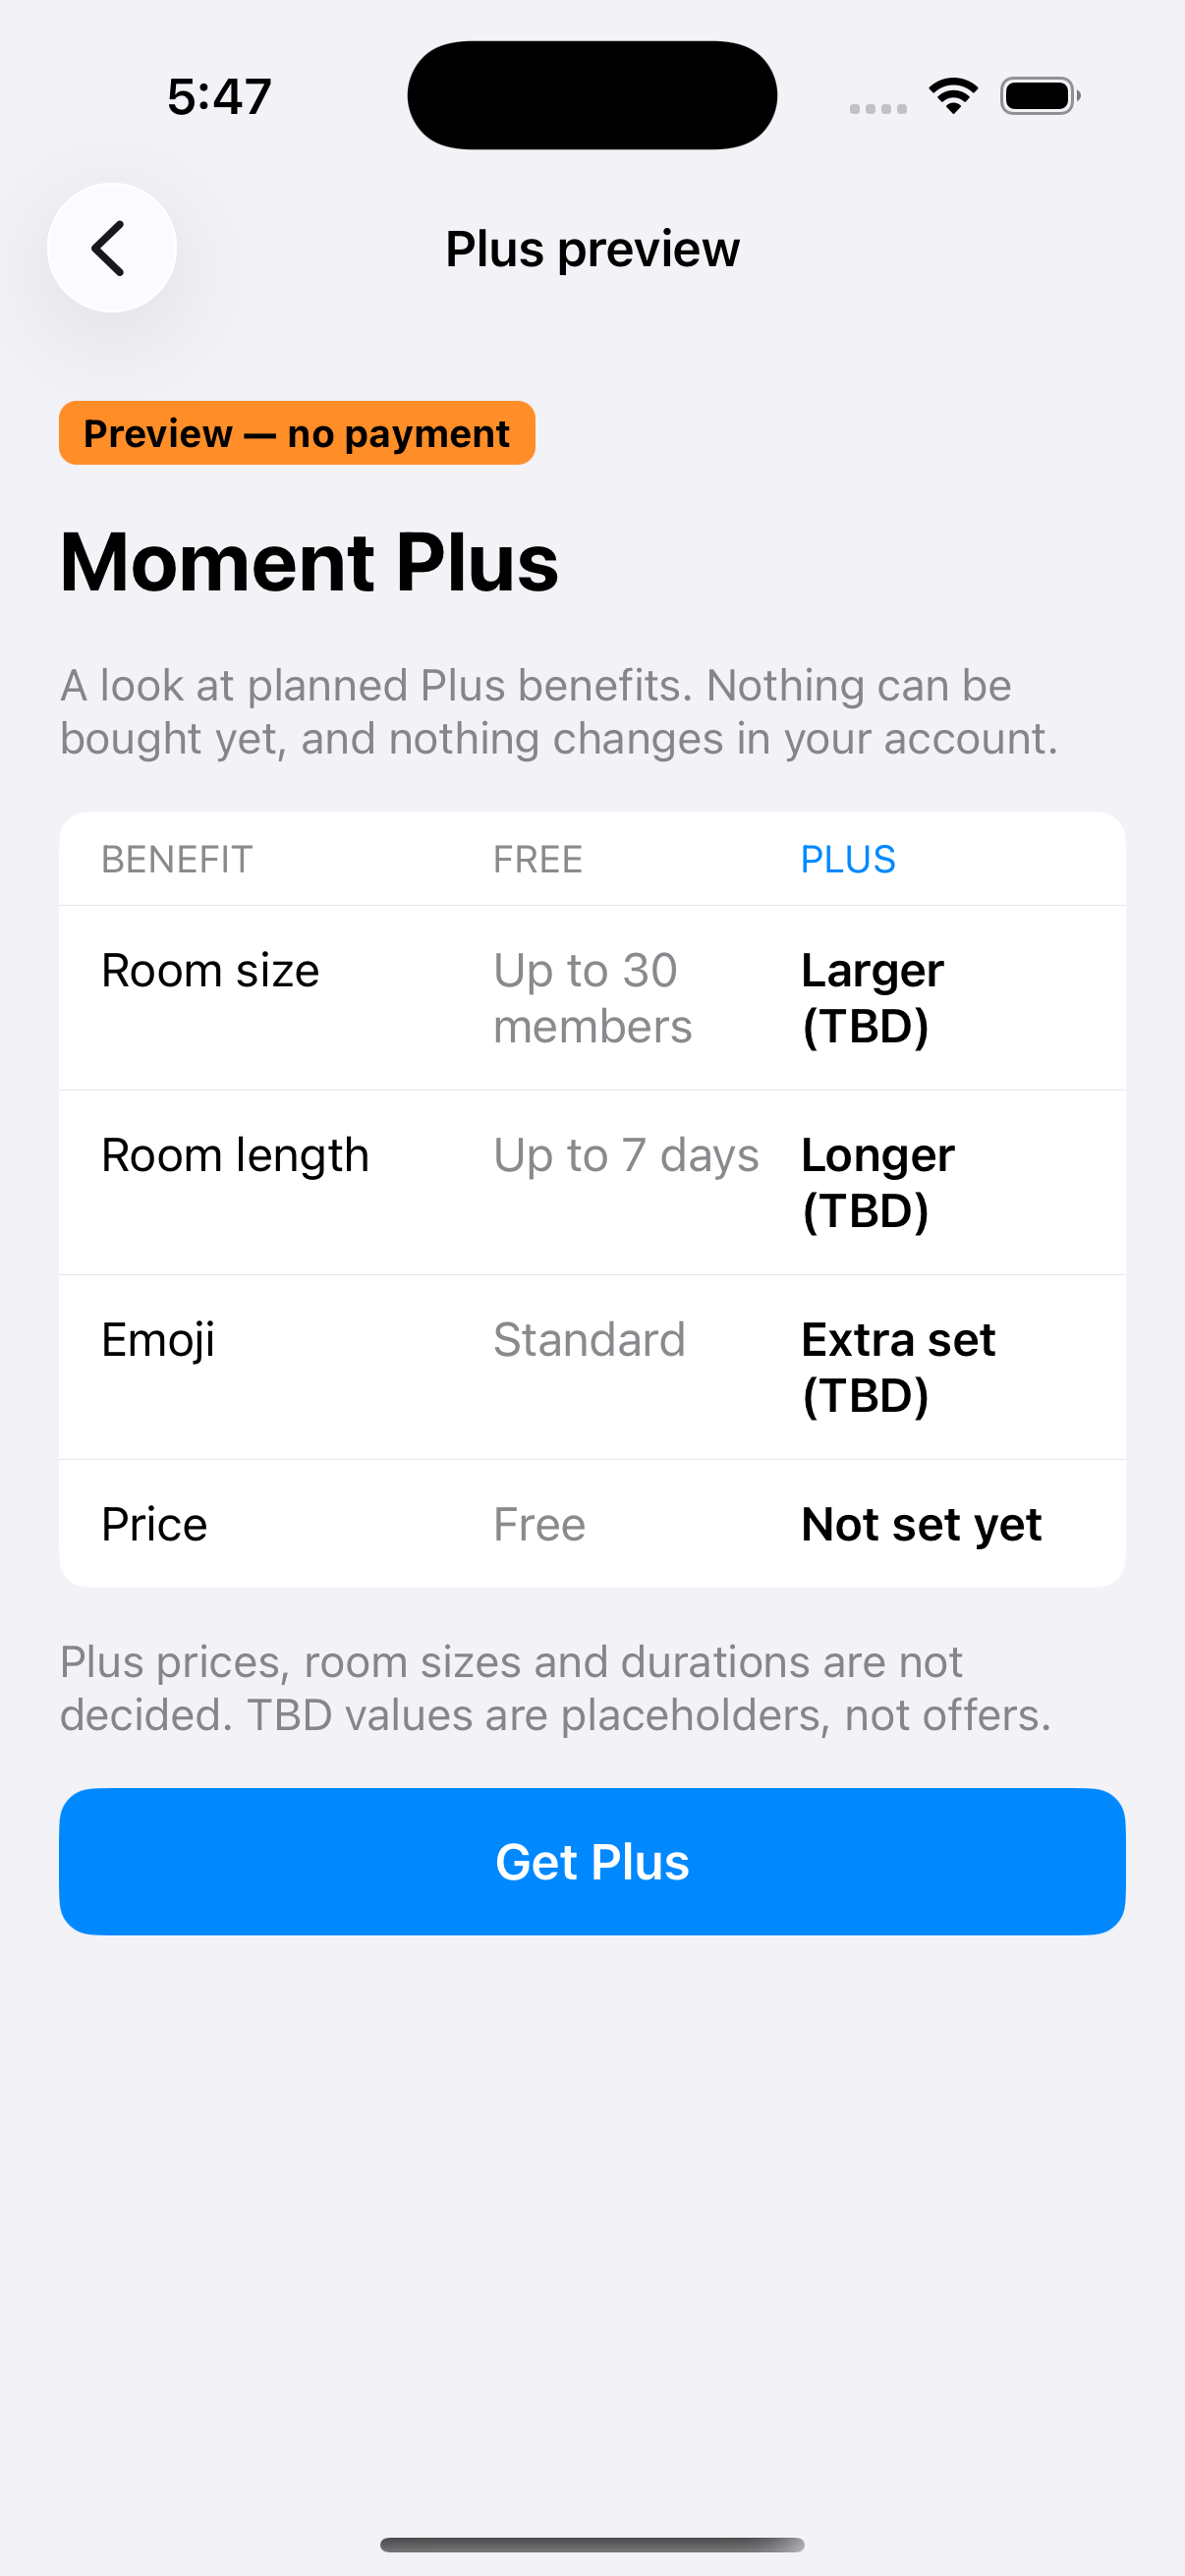 5:47
Plus preview
Preview — no payment
Moment Plus
A look at planned Plus benefits. Nothing can be
bought yet, and nothing changes in your account.
BENEFIT FREE PLUS
Room size Up to 30 Larger
members (TBD)
Room length Up to 7 days Longer
(TBD)
Emoji Standard Extra set
(TBD)
Price Free Not set yet
Plus prices, room sizes and durations are not
decided. TBD values are placeholders, not offers.
Get Plus